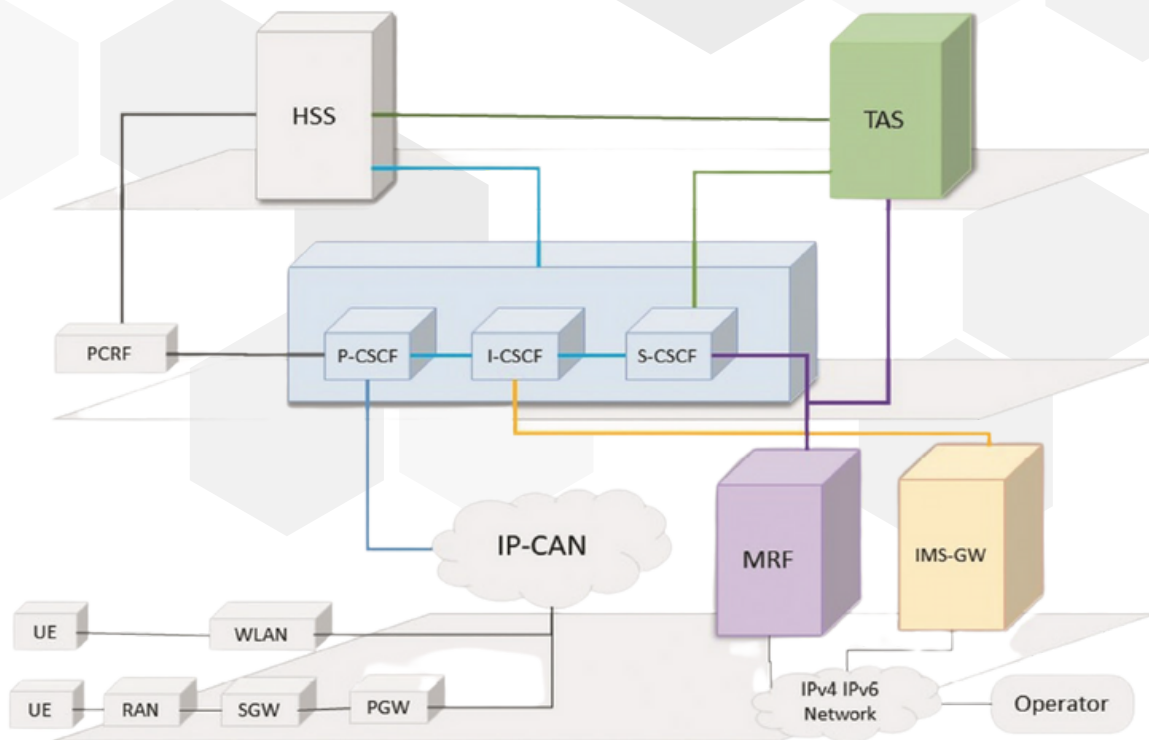 HSS
TAS
PCRF
P-CSCF
I-CSCF
S-CSCF
IP-CAN
MRF
IMS-GW
UE
WLAN
UE
RAN
SGW
PGW
IPv4 IPv6
Network
Operator